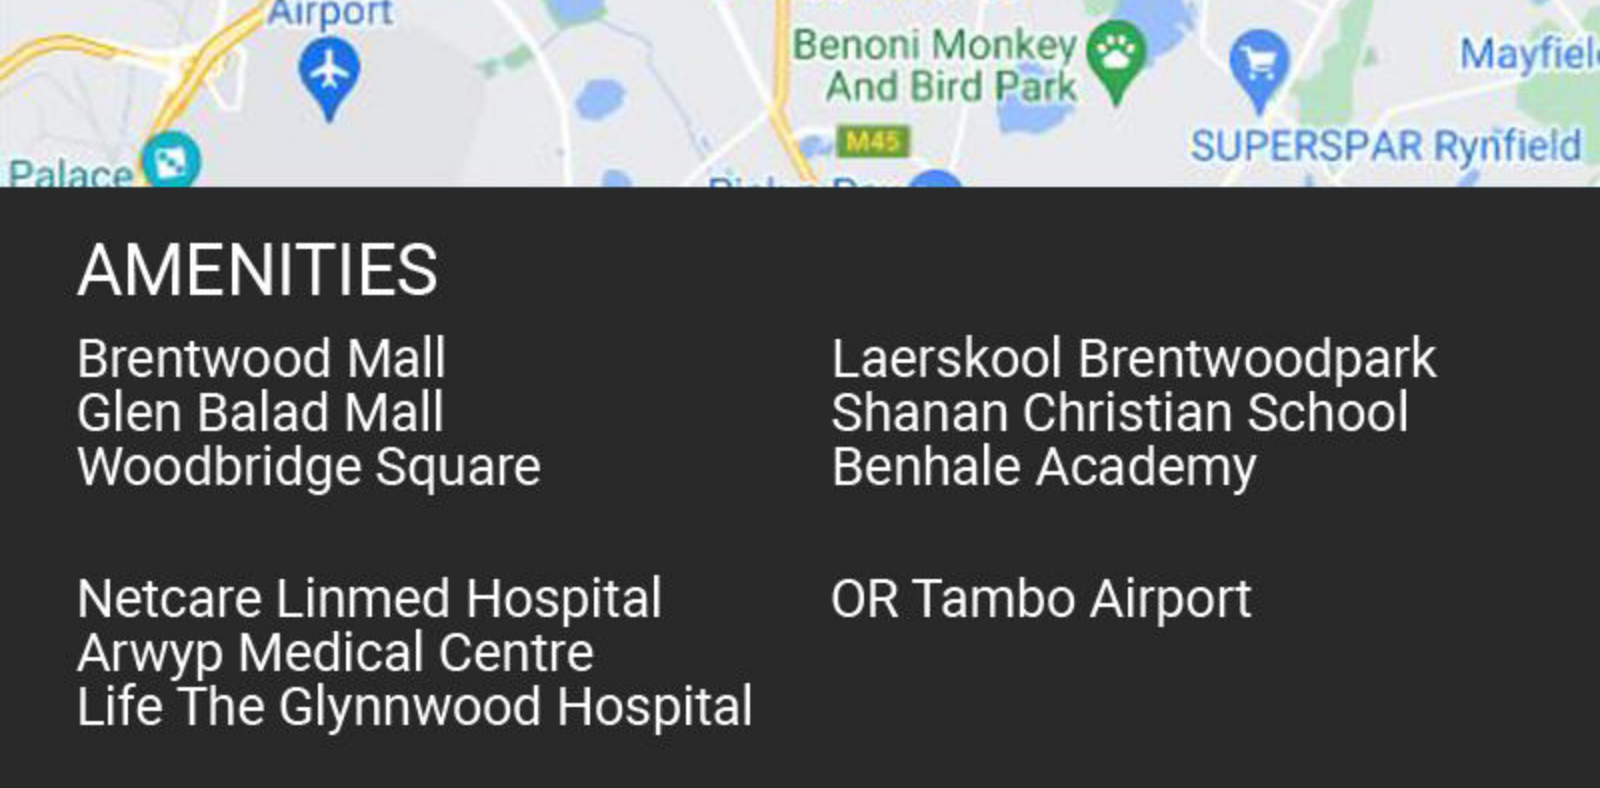 Airport
Benoni Monkey
And Bird Park
Mayfiel
M45
SUPERSPAR Rynfield
Palace
AMENITIES
Brentwood Mall
Glen Balad Mall
Woodbridge Square
Laerskool Brentwoodpark
Shanan Christian School
Benhale Academy
Netcare Linmed Hospital
Arwyp Medical Centre
Life The Glynnwood Hospital
OR Tambo Airport